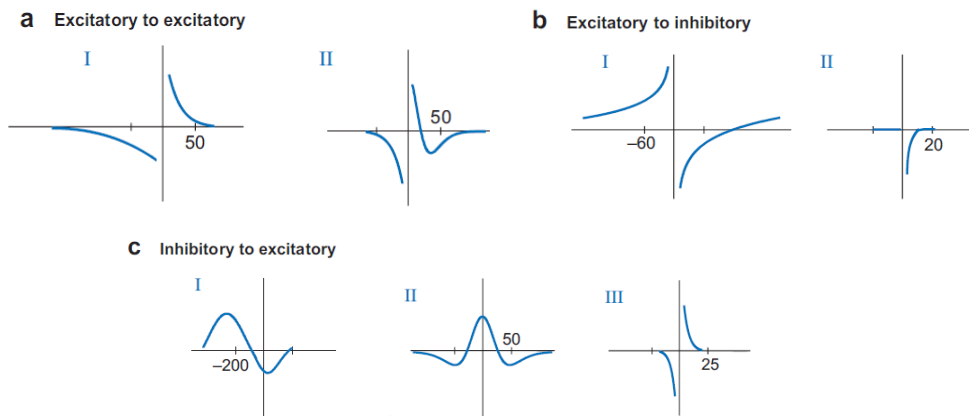 a Excitatory to excitatory
I
50
II
50
b Excitatory to inhibitory
I
–60
II
20
c Inhibitory to excitatory
I
–200
II
50
III
25